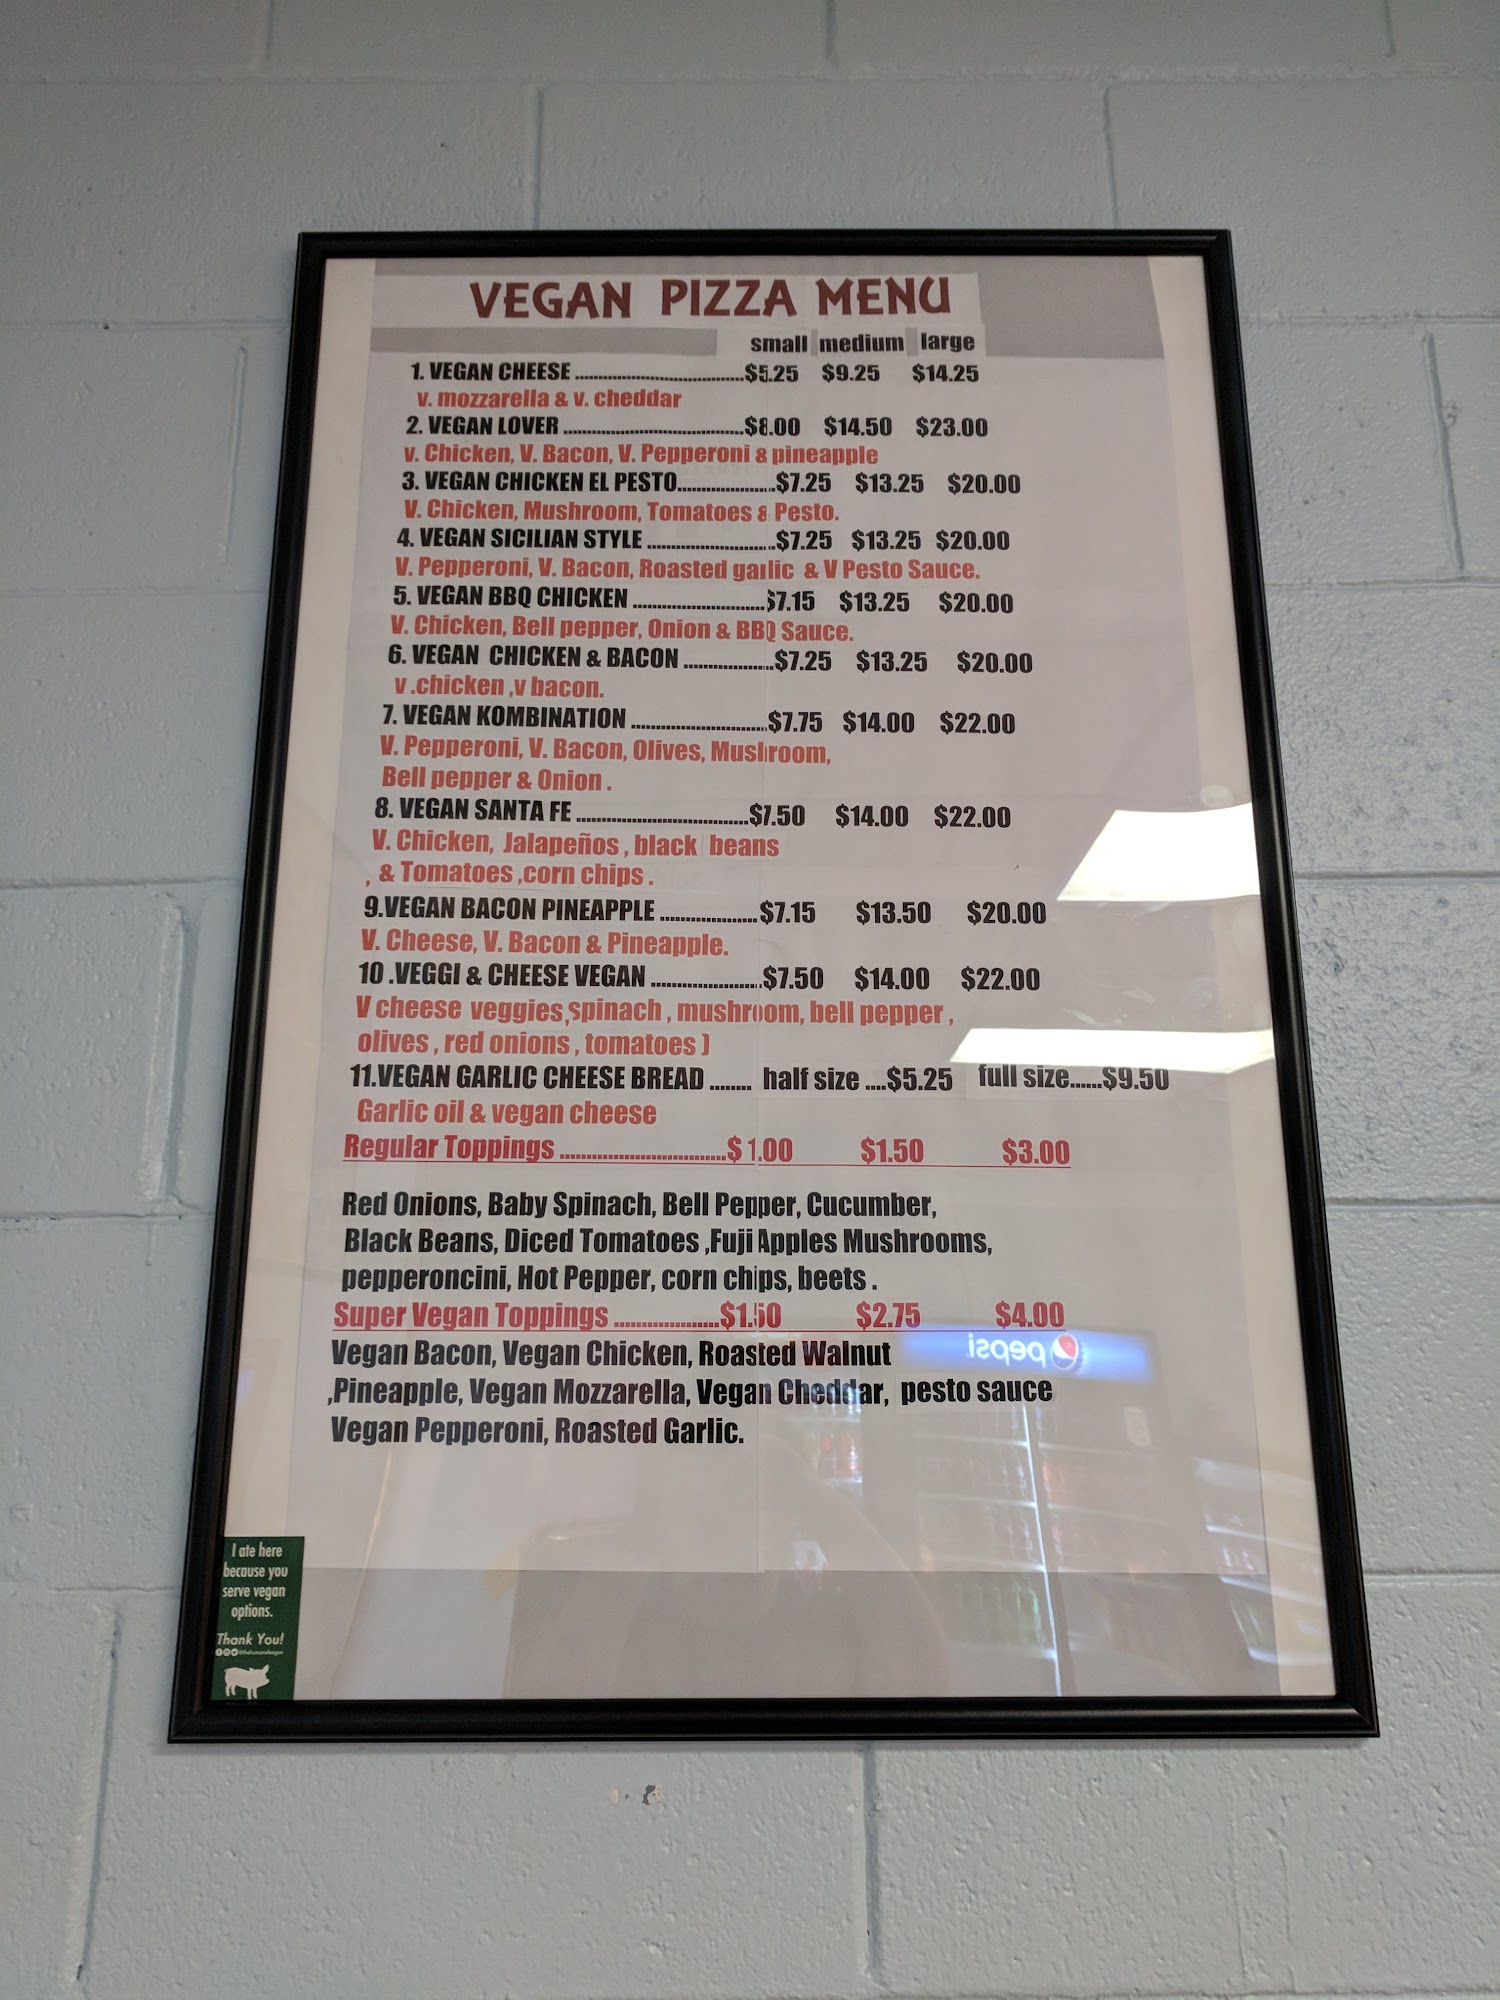 VEGAN PIZZA MENU
small medium large
1. VEGAN CHEESE ....................................$5.25 $9.25 $14.25
v. mozzarella & v. cheddar
2. VEGAN LOVER ......................................$8.00 $14.50 $23.00
v. Chicken, V. Bacon, V. Pepperoni & pineapple
3. VEGAN CHICKEN EL PESTO....................$7.25 $13.25 $20.00
V. Chicken, Mushroom, Tomatoes & Pesto.
4. VEGAN SICILIAN STYLE ..........................$7.25 $13.25 $20.00
V. Pepperoni, V. Bacon, Roasted garlic & V Pesto Sauce.
5. VEGAN BBQ CHICKEN ...........................$7.15 $13.25 $20.00
V. Chicken, Bell pepper, Onion & BBQ Sauce.
6. VEGAN CHICKEN & BACON ..................$7.25 $13.25 $20.00
v .chicken ,v bacon.
7. VEGAN KOMBINATION ...........................$7.75 $14.00 $22.00
V. Pepperoni, V. Bacon, Olives, Mushroom,
Bell pepper & Onion .
8. VEGAN SANTA FE ..................................$7.50 $14.00 $22.00
V. Chicken, Jalapeños , black beans
, & Tomatoes ,corn chips .
9.VEGAN BACON PINEAPPLE ...................$7.15 $13.50 $20.00
V. Cheese, V. Bacon & Pineapple.
10 .VEGGI & CHEESE VEGAN .....................$7.50 $14.00 $22.00
V cheese veggies,spinach , mushroom, bell pepper ,
olives , red onions , tomatoes )
11.VEGAN GARLIC CHEESE BREAD ........ half size ....$5.25 full size......$9.50
Garlic oil & vegan cheese
Regular Toppings ...............................$1.00 $1.50 $3.00
Red Onions, Baby Spinach, Bell Pepper, Cucumber,
Black Beans, Diced Tomatoes ,Fuji Apples Mushrooms,
pepperoncini, Hot Pepper, corn chips, beets .
Super Vegan Toppings ...................$1.50 $2.75 $4.00
pepsi
Vegan Bacon, Vegan Chicken, Roasted Walnut
,Pineapple, Vegan Mozzarella, Vegan Cheddar, pesto sauce
Vegan Pepperoni, Roasted Garlic.
I ate here
because you
serve vegan
options.
Thank You!